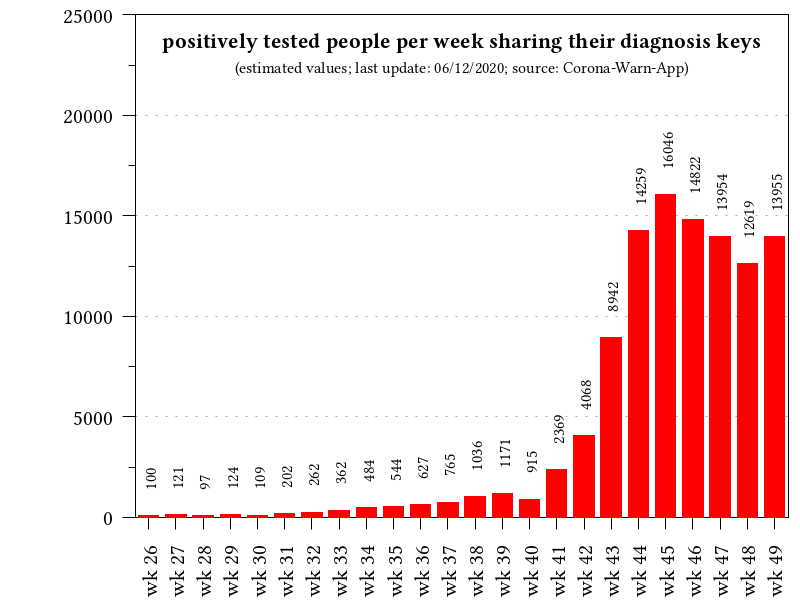 positively tested people per week sharing their diagnosis keys
(estimated values; last update: 06/12/2020; source: Corona-Warn-App)
25000
20000
15000
10000
5000
0
100
121
97
124
109
202
262
362
484
544
627
765
1036
1171
915
2369
4068
8942
14259
16046
14822
13954
12619
13955
wk 26
wk 27
wk 28
wk 29
wk 30
wk 31
wk 32
wk 33
wk 34
wk 35
wk 36
wk 37
wk 38
wk 39
wk 40
wk 41
wk 42
wk 43
wk 44
wk 45
wk 46
wk 47
wk 48
wk 49